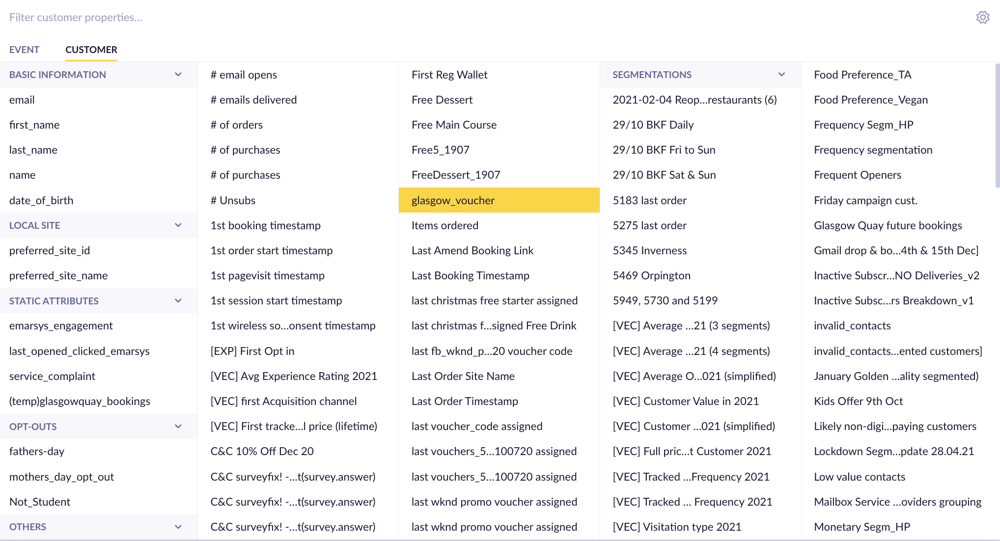 Filter customer properties...
EVENT
CUSTOMER
BASIC INFORMATION
email
first_name
last_name
name
date_of_birth
LOCAL SITE
preferred_site_id
preferred_site_name
STATIC ATTRIBUTES
emarsys_engagement
last_opened_clicked_emarsys
service_complaint
(temp)glasgowquay_bookings
OPT-OUTS
fathers-day
mothers_day_opt_out
Not_Student
OTHERS
# email opens
# emails delivered
# of orders
# of purchases
# of purchases
# Unsubs
1st booking timestamp
1st order start timestamp
1st pagevisit timestamp
1st session start timestamp
1st wireless so...onsent timestamp
[EXP] First Opt in
[VEC] Avg Experience Rating 2021
[VEC] first Acquisition channel
[VEC] First tracke...l price (lifetime)
C&C 10% Off Dec 20
C&C surveyfix! -...t(survey.answer)
C&C surveyfix! -...t(survey.answer)
C&C surveyfix! -...t(survey.answer)
First Reg Wallet
Free Dessert
Free Main Course
Free5_1907
FreeDessert_1907
glasgow_voucher
Items ordered
Last Amend Booking Link
Last Booking Timestamp
last christmas free starter assigned
last christmas f...signed Free Drink
last fb_wknd_p...20 voucher code
Last Order Site Name
Last Order Timestamp
last voucher_code assigned
last vouchers_5...100720 assigned
last vouchers_5...100720 assigned
last wknd promo voucher assigned
last wknd promo voucher assigned
SEGMENTATIONS
2021-02-04 Reop...restaurants (6)
29/10 BKF Daily
29/10 BKF Fri to Sun
29/10 BKF Sat & Sun
5183 last order
5275 last order
5345 Inverness
5469 Orpington
5949, 5730 and 5199
[VEC] Average ...21 (3 segments)
[VEC] Average ...21 (4 segments)
[VEC] Average O...021 (simplified)
[VEC] Customer Value in 2021
[VEC] Customer ...021 (simplified)
[VEC] Full pric...t Customer 2021
[VEC] Tracked ...Frequency 2021
[VEC] Tracked ... Frequency 2021
[VEC] Visitation type 2021
Food Preference_TA
Food Preference_Vegan
Frequency Segm_HP
Frequency segmentation
Frequent Openers
Friday campaign cust.
Glasgow Quay future bookings
Gmail drop & bo...4th & 15th Dec]
Inactive Subscr...NO Deliveries_v2
Inactive Subsc...rs Breakdown_v1
invalid_contacts
invalid_contacts...ented customers]
January Golden ...ality segmented)
Kids Offer 9th Oct
Likely non-digi...paying customers
Lockdown Segm...pdate 28.04.21
Low value contacts
Mailbox Service ...oviders grouping
Monetary Segm_HP